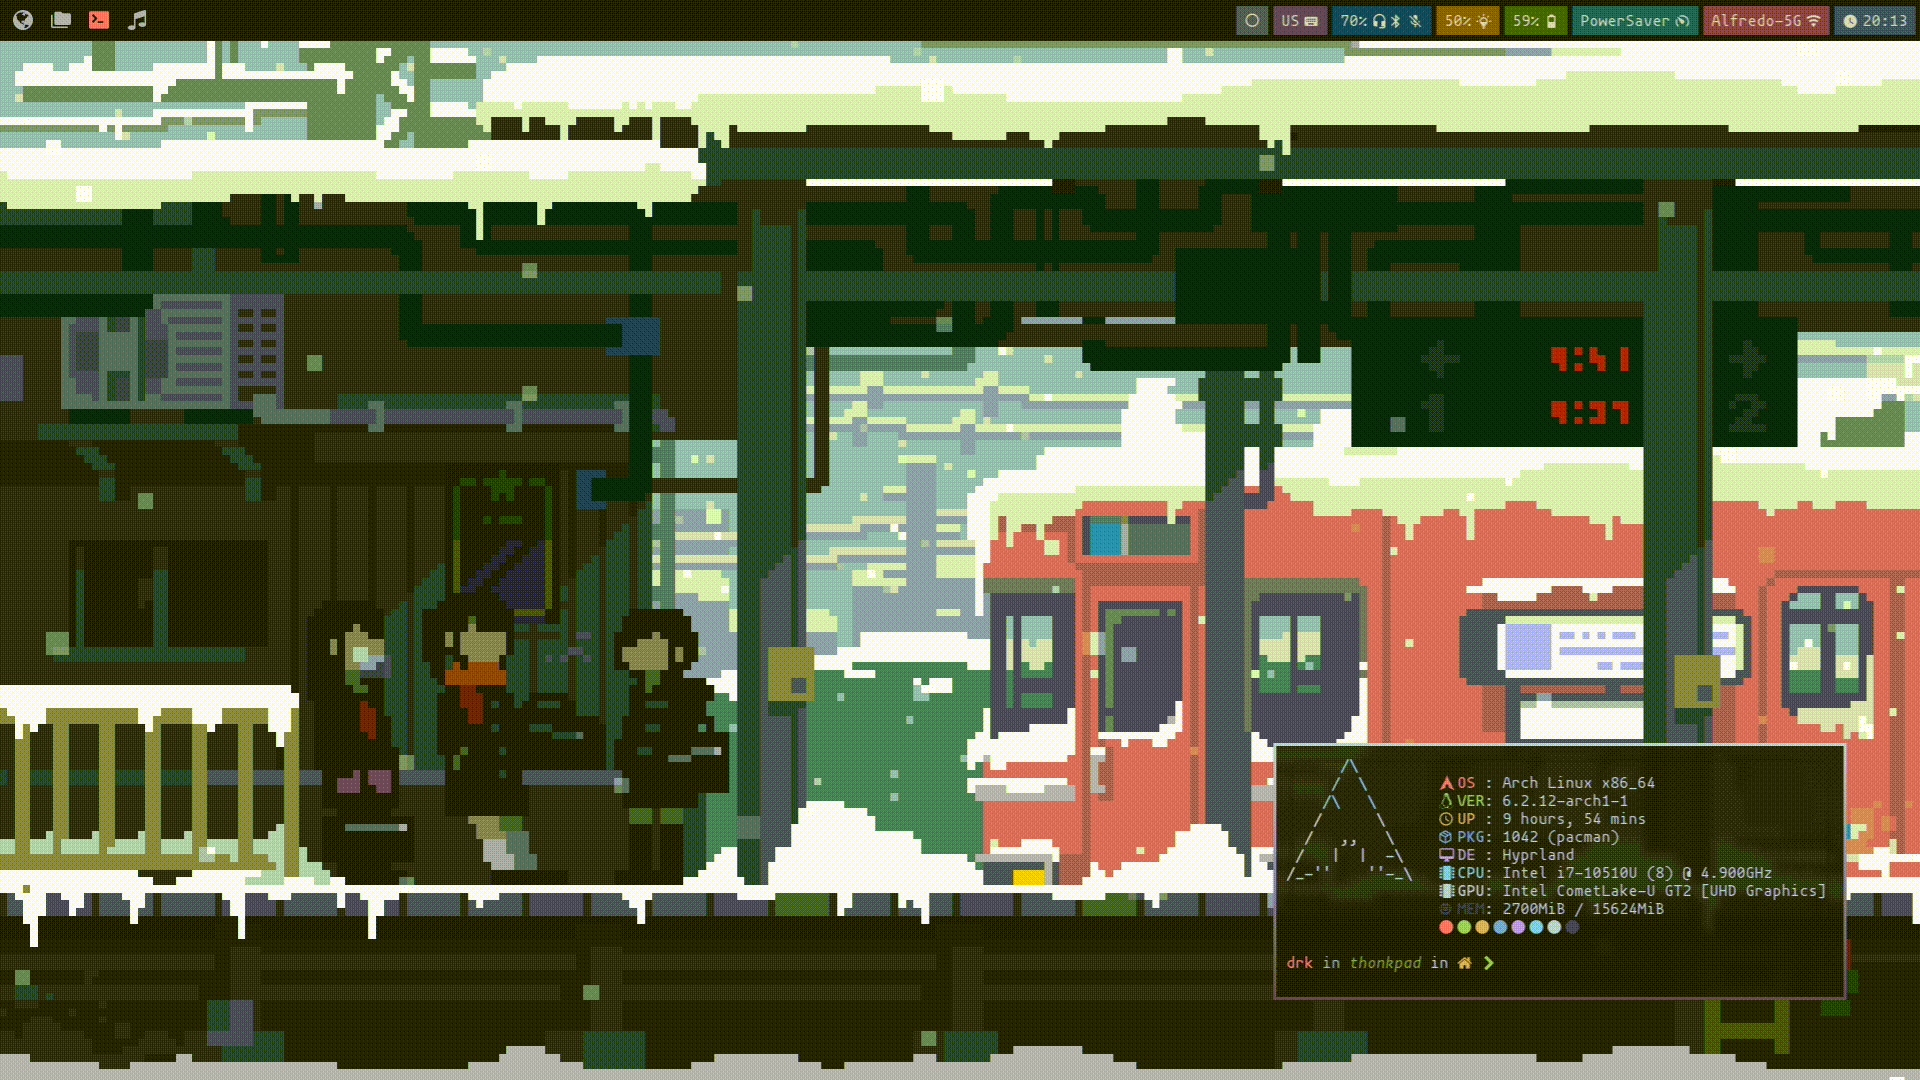 US 70% 50% 59% PowerSaver Alfredo-5G 20:13
1 9:37 2
OS : Arch Linux x86_64
VER: 6.2.12-arch1-1
UP : 9 hours, 54 mins
PKG: 1042 (pacman)
DE : Hyprland
CPU: Intel i7-10510U (8) @ 4.900GHz
GPU: Intel CometLake-U GT2 [UHD Graphics]
MEM: 2700MiB / 15624MiB
drk in thonkpad in